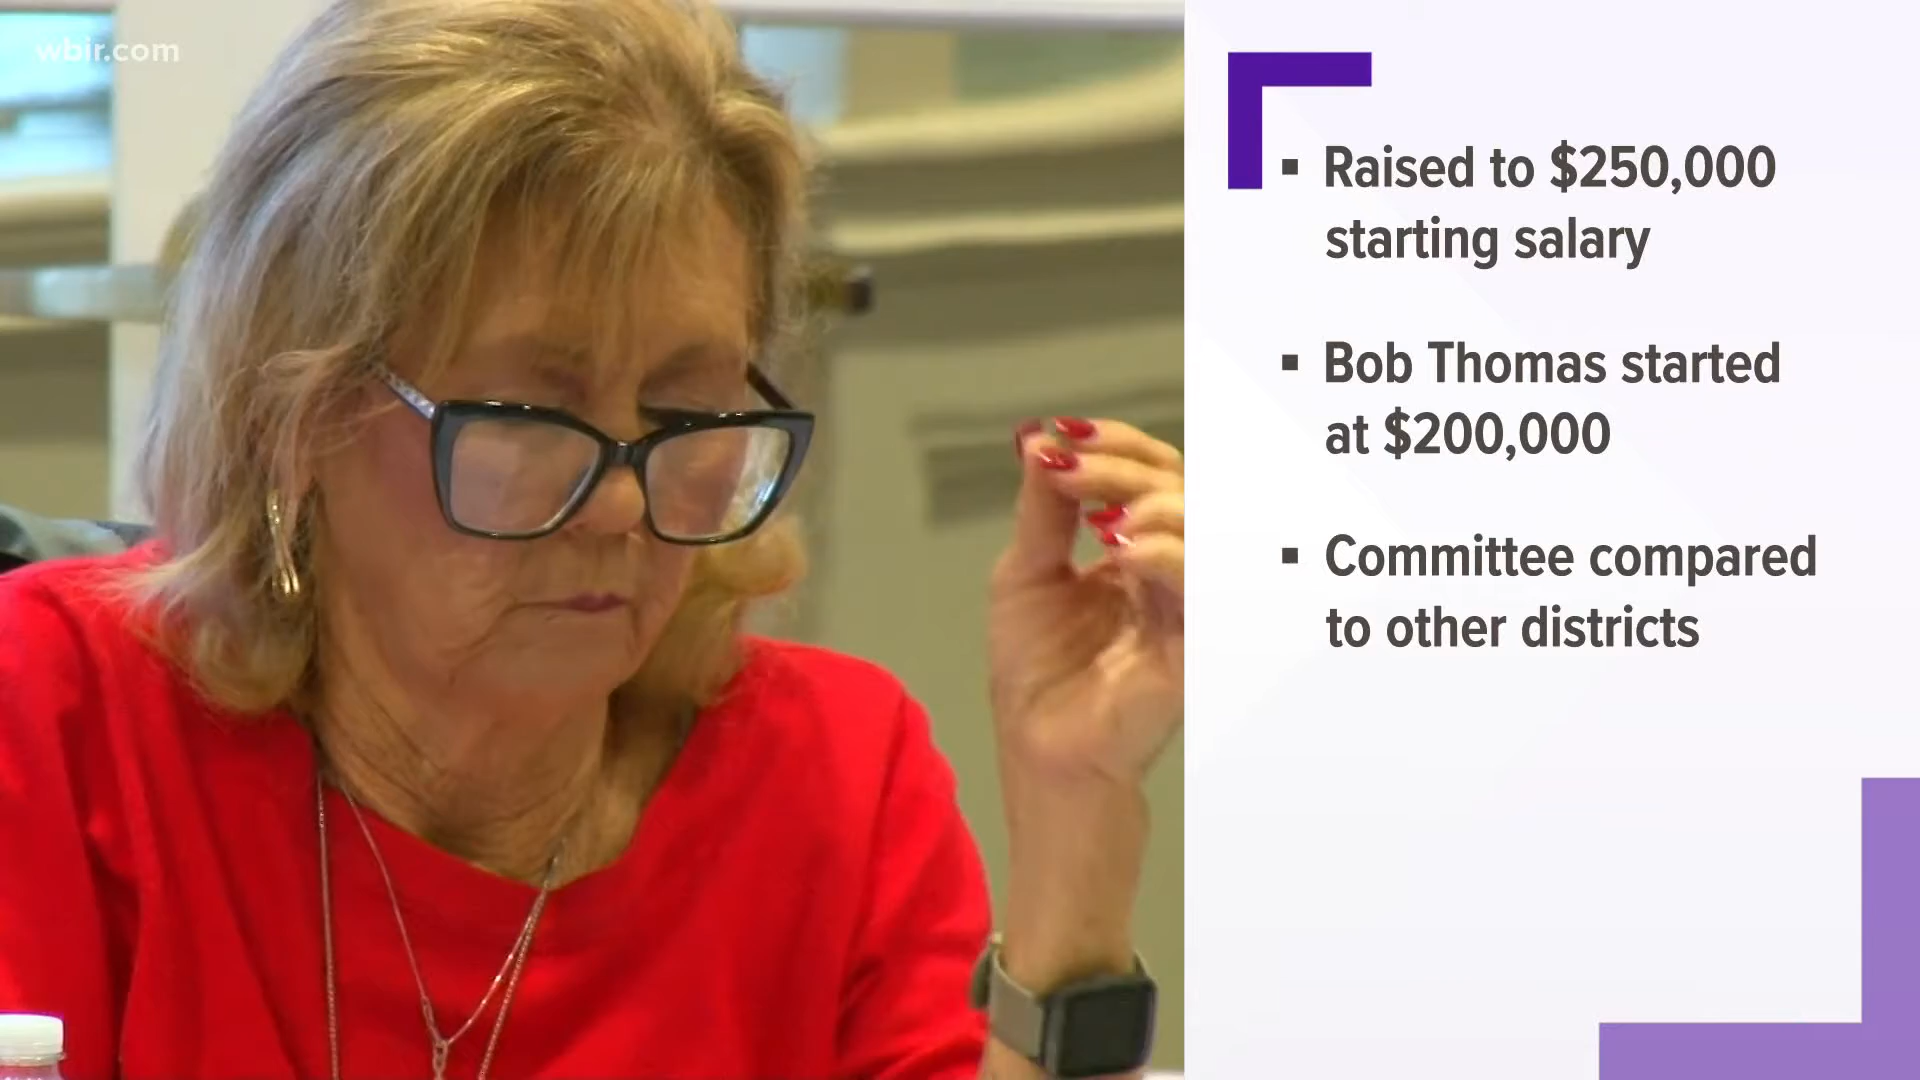 wbir.com
▪ Raised to $250,000
starting salary
▪ Bob Thomas started
at $200,000
▪ Committee compared
to other districts